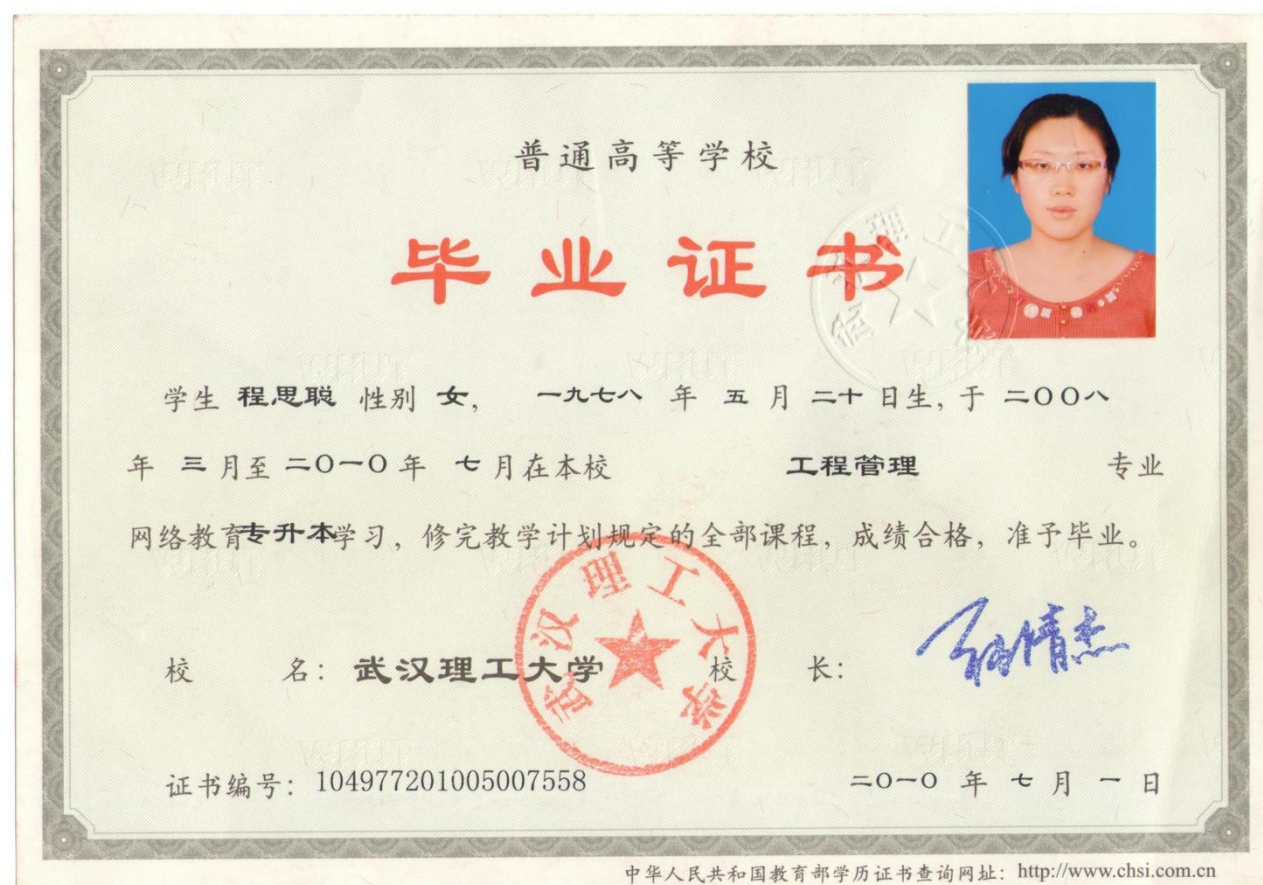 普通高等学校
毕业证书
学生 程思聪 性别 女, 一九七八 年 五 月 二十 日生, 于 二〇〇八
年 三 月至 二〇一〇 年 七 月在本校 工程管理 专业
网络教育专升本学习, 修完教学计划规定的全部课程, 成绩合格, 准予毕业。
校 名: 武汉理工大学 校 长:
武汉理工大学
证书编号: 104977201005007558 二〇一〇 年 七 月 一 日
中华人民共和国教育部学历证书查询网址: http://www.chsi.com.cn